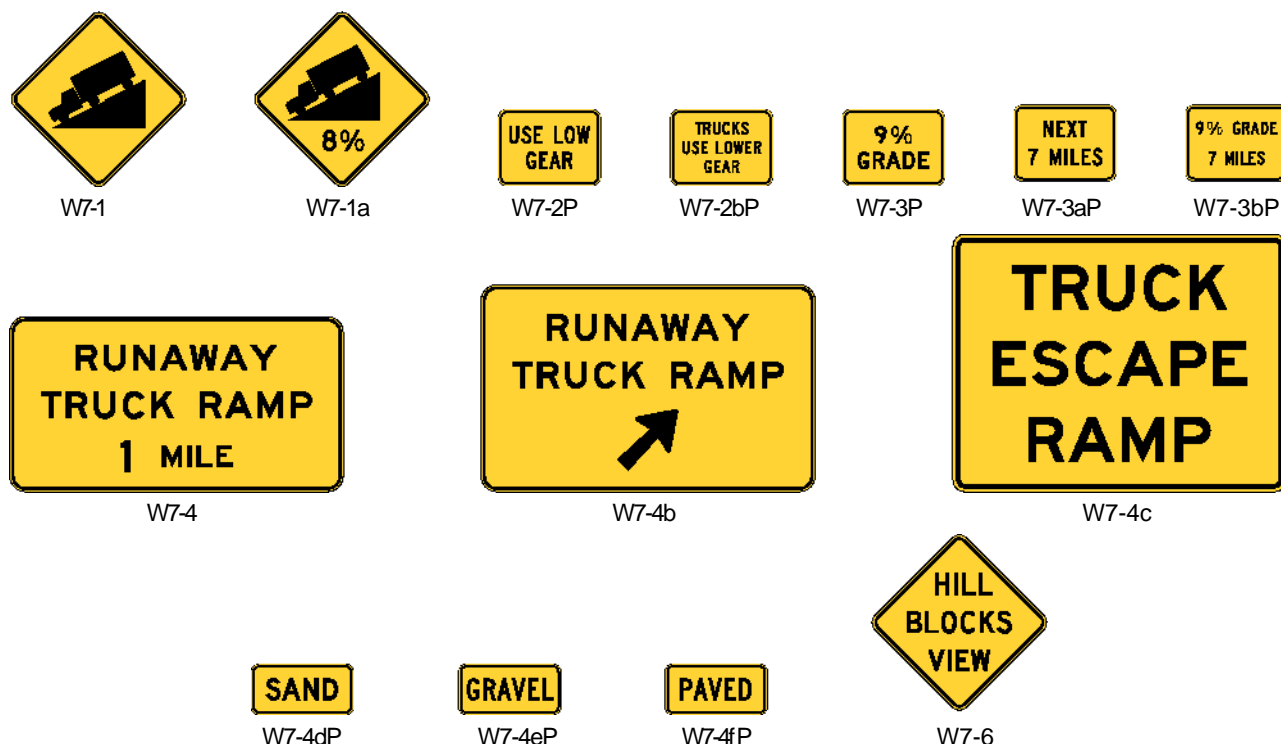 8%
USE LOW
GEAR
TRUCKS
USE LOWER
GEAR
9%
GRADE
NEXT
7 MILES
9% GRADE
7 MILES
W7-1
W7-1a
W7-2P
W7-2bP
W7-3P
W7-3aP
W7-3bP
RUNAWAY
TRUCK RAMP
1 MILE
RUNAWAY
TRUCK RAMP
TRUCK
ESCAPE
RAMP
W7-4
W7-4b
W7-4c
HILL
BLOCKS
VIEW
SAND
GRAVEL
PAVED
W7-4dP
W7-4eP
W7-4fP
W7-6